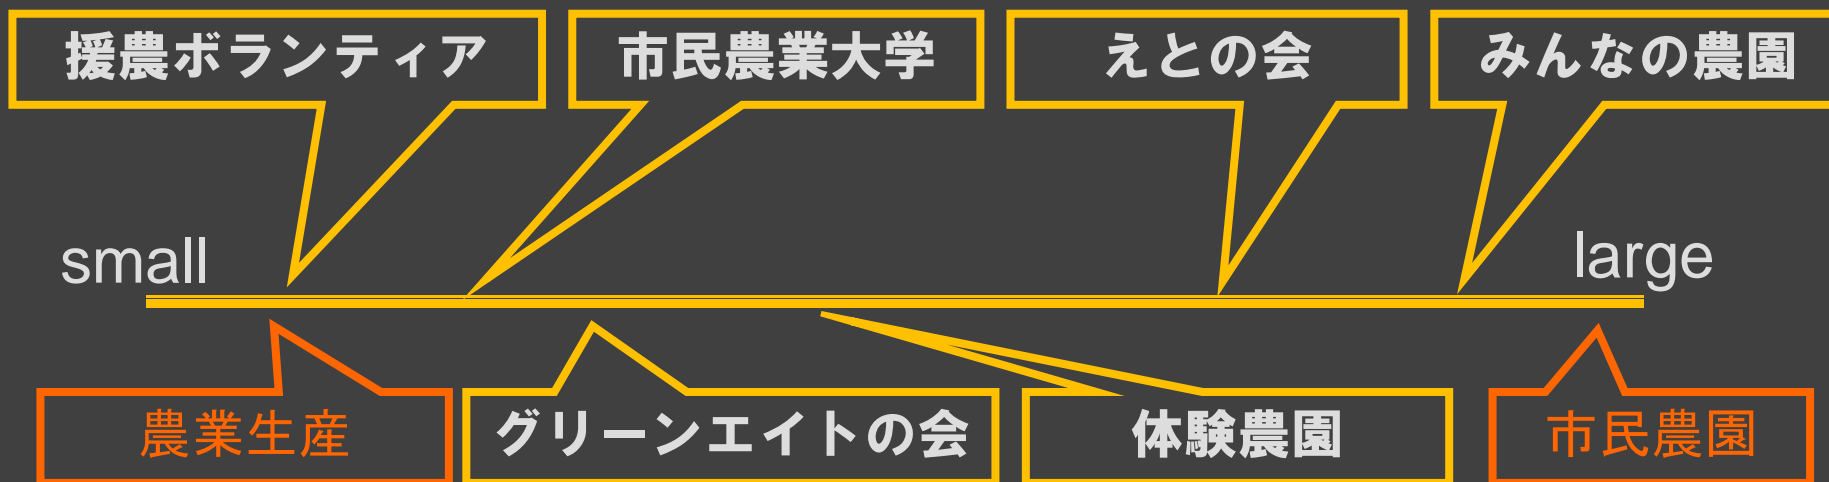 援農ボランティア
市民農業大学
えとの会
みんなの農園
small
large
農業生産
グリーンエイトの会
体験農園
市民農園